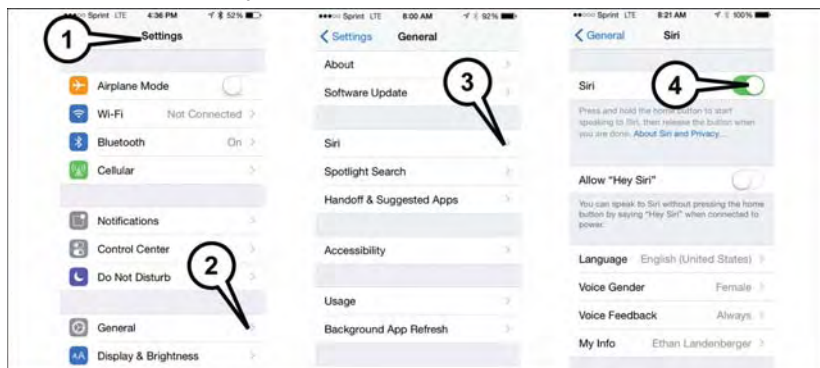 Sprint LTE 4:36 PM 52%
1
Settings
Airplane Mode
Wi-Fi Not Connected
Bluetooth On
Cellular
Notifications
Control Center
Do Not Disturb
2
General
Display & Brightness
Sprint LTE 8:00 AM 92%
Settings General
About
Software Update
3
Siri
Spotlight Search
Handoff & Suggested Apps
Accessibility
Usage
Background App Refresh
Sprint LTE 8:21 AM 100%
General Siri
Siri
4
Press and hold the home button to start
speaking to Siri, then release the button when
you are done. About Siri and Privacy...
Allow "Hey Siri"
You can speak to Siri without pressing the home
button by saying "Hey Siri" when connected to
power.
Language English (United States)
Voice Gender Female
Voice Feedback Always
My Info Ethan Landenberger